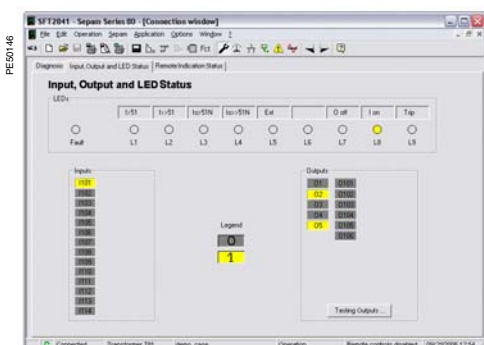 PE50146
SFT2841 - Sepam Series 80 - [Connection window]
File Edit Operation Sepam Application Options Window ?
Diagnosis Input, Output and LED Status Remote Indication Status
Input, Output and LED Status
LEDs
I>51 I>>51 Io>51N Io>>51N Ext O off I on Trip
Fault L1 L2 L3 L4 L5 L6 L7 L8 L9
Inputs
I101
I102
I103
I104
I105
I106
I107
I108
I109
I110
I111
I112
I113
I114
Legend
0
1
Outputs
O1 O101
O2 O102
O3 O103
O4 O104
O5 O105
O106
Testing Outputs ...
Connected Transformer T81 demo_cage Operation Remote controls disabled